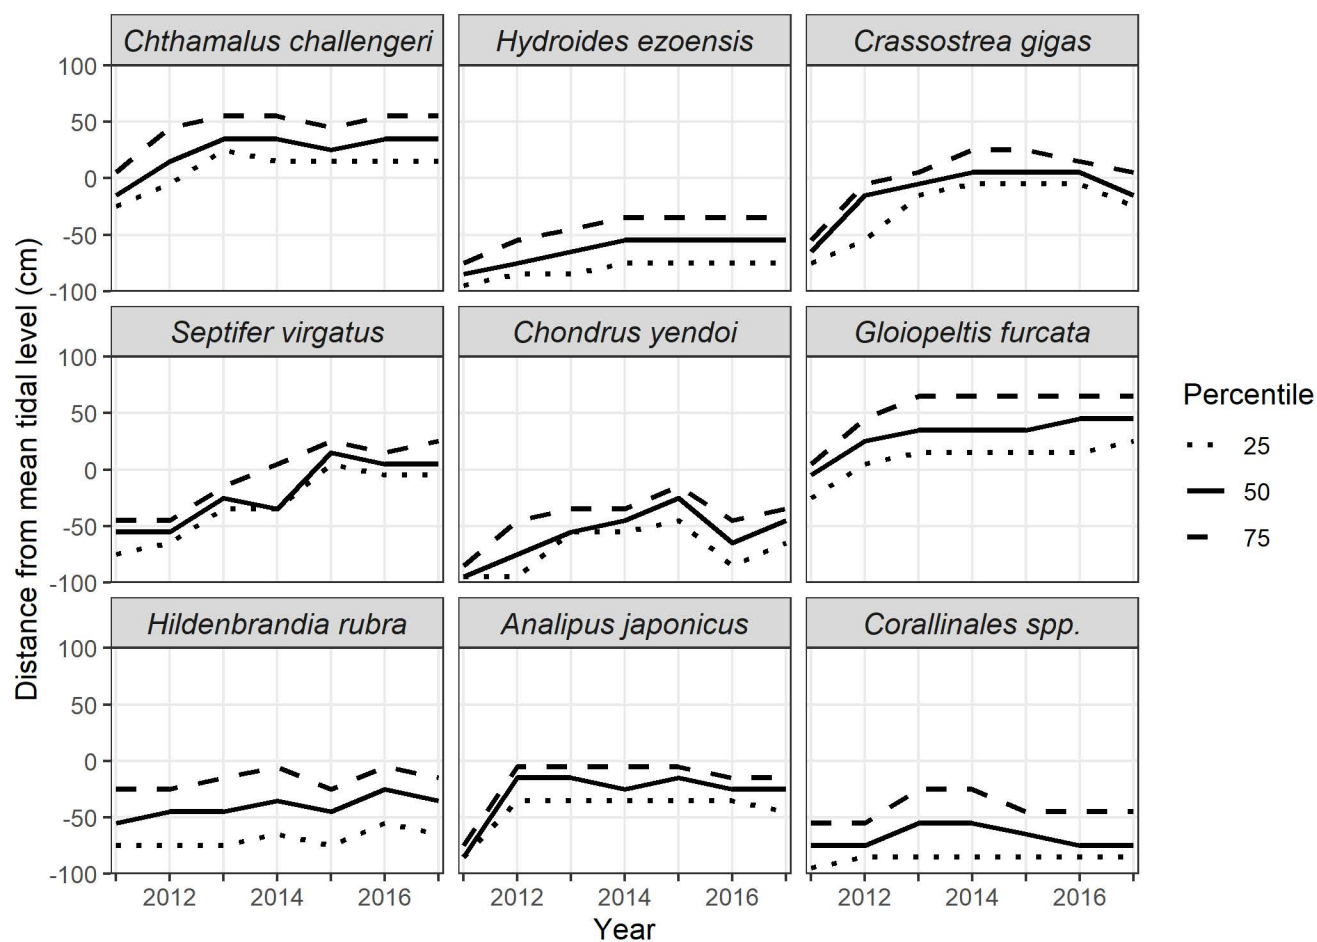 Chthamalus challengeri
Hydroides ezoensis
Crassostrea gigas
100
50
0
-50
-100
Septifer virgatus
Chondrus yendoi
Gloiopeltis furcata
100
50
0
-50
-100
Hildenbrandia rubra
Analipus japonicus
Corallinales spp.
100
50
0
-50
-100
2012 2014 2016
2012 2014 2016
2012 2014 2016
Year
Distance from mean tidal level (cm)
Percentile
25
50
75